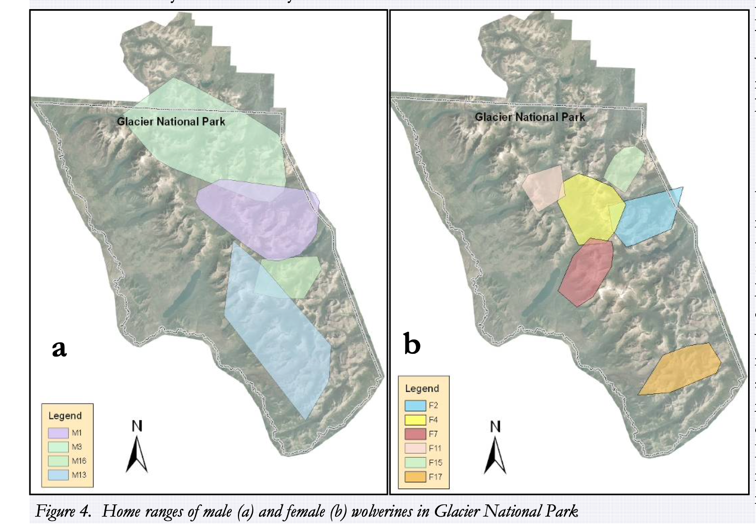 Glacier National Park
a
Legend
M1
M3
M16
M13
N
Glacier National Park
b
Legend
F2
F4
F7
F11
F15
F17
N
Figure 4. Home ranges of male (a) and female (b) wolverines in Glacier National Park